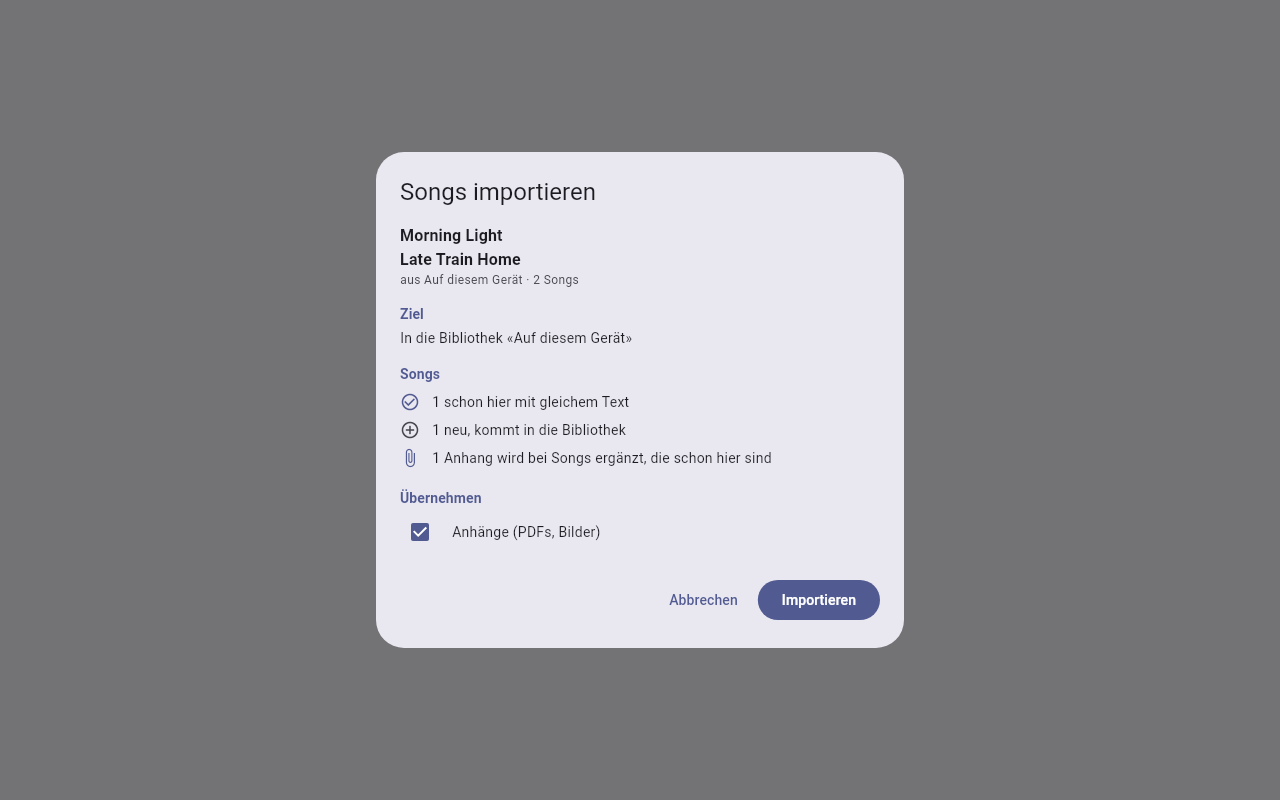 Songs importieren
Morning Light
Late Train Home
aus Auf diesem Gerät · 2 Songs
Ziel
In die Bibliothek «Auf diesem Gerät»
Songs
1 schon hier mit gleichem Text
1 neu, kommt in die Bibliothek
1 Anhang wird bei Songs ergänzt, die schon hier sind
Übernehmen
Anhänge (PDFs, Bilder)
Abbrechen
Importieren